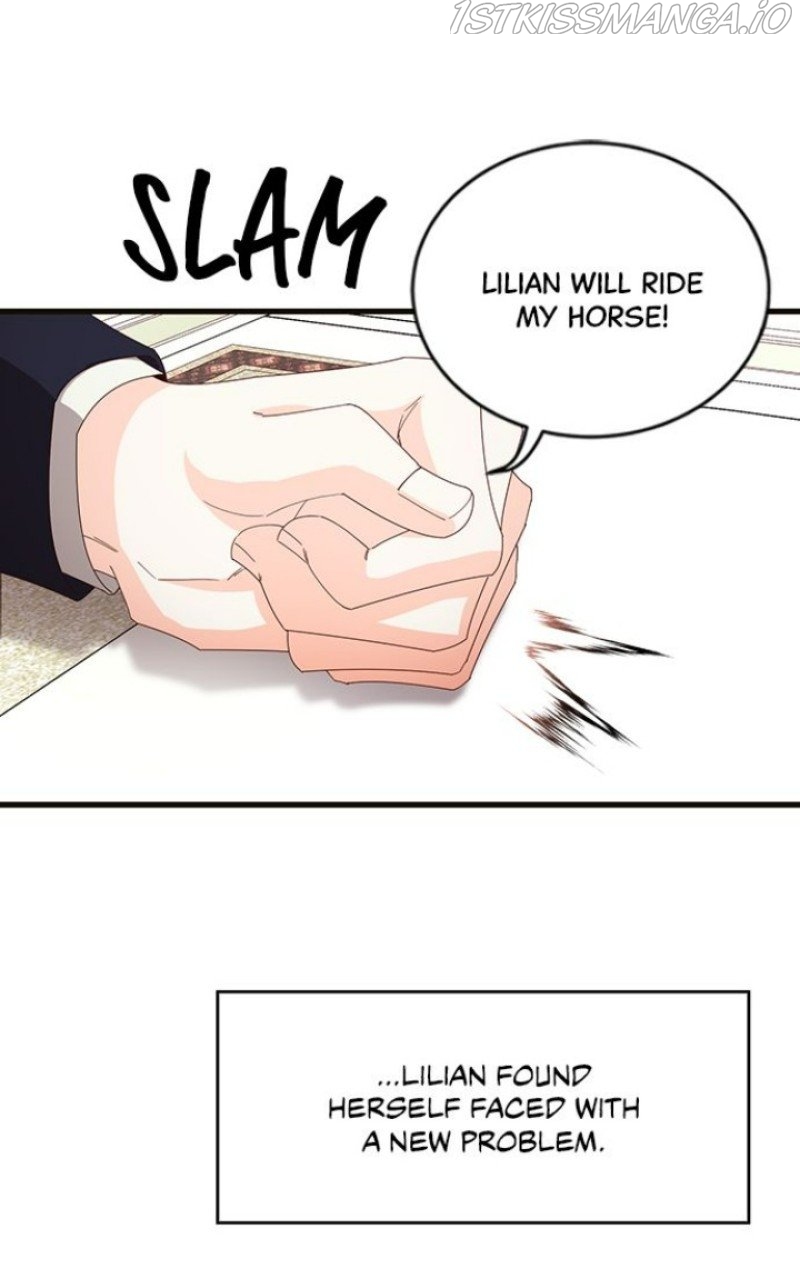 1STKISSMANGA.IO
SLAM
LILIAN WILL RIDE
MY HORSE!
...LILIAN FOUND
HERSELF FACED WITH
A NEW PROBLEM.